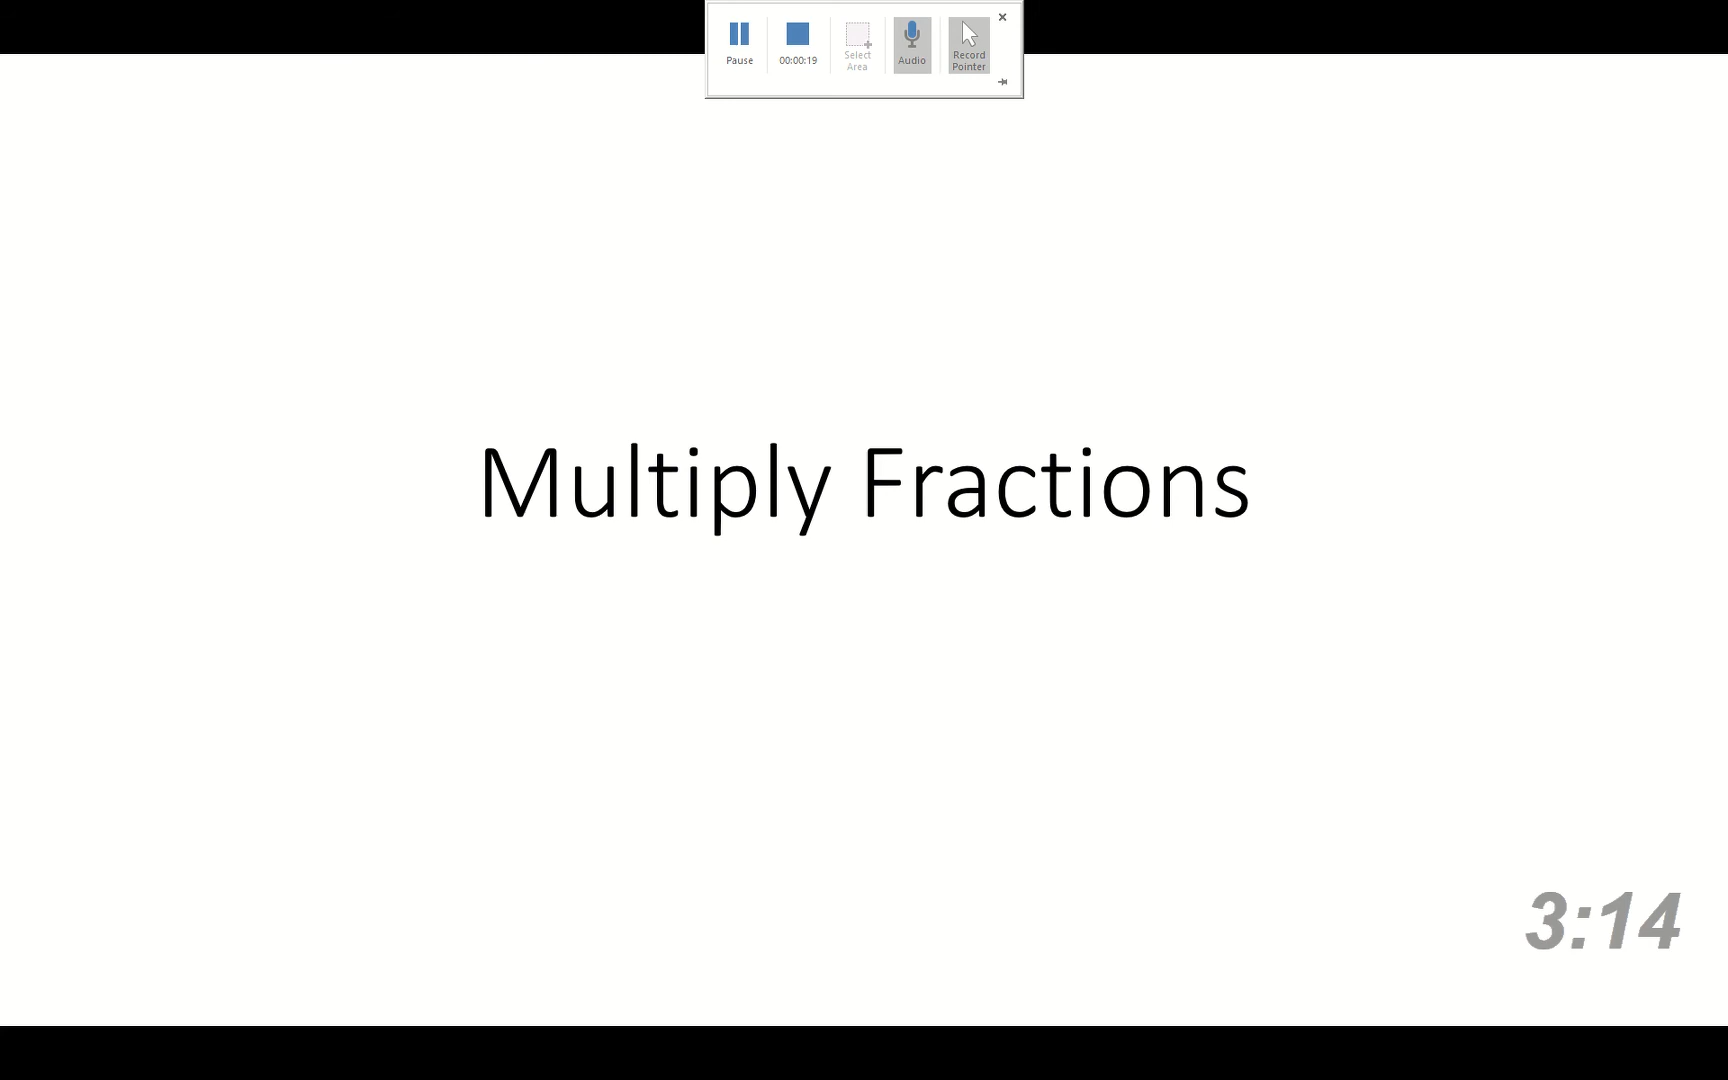 Pause
00:00:19
Select
Area
Audio
Record
Pointer
Multiply Fractions
3:14